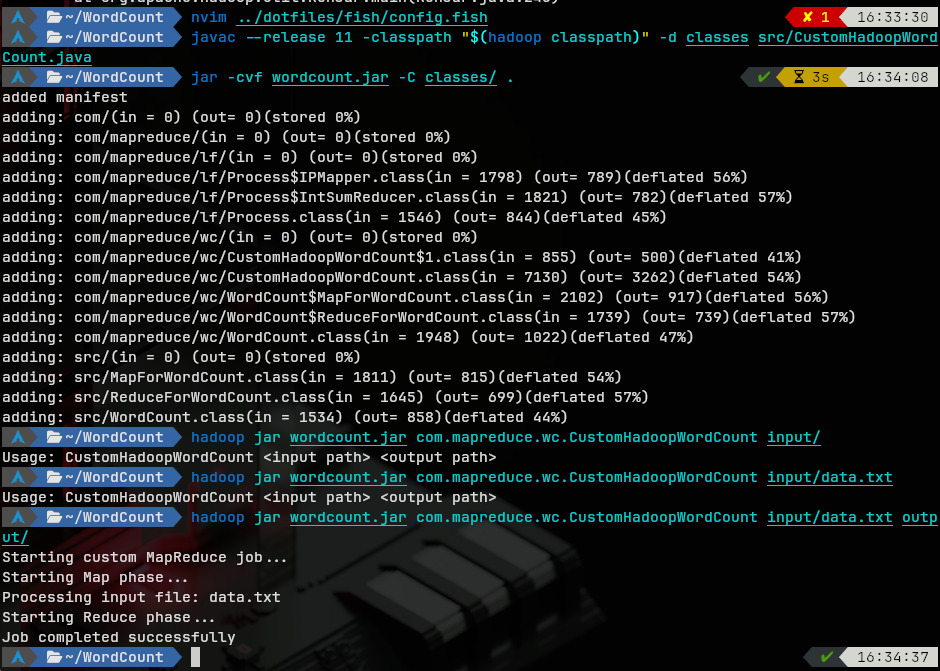 at org.apache.hadoop.util.RunJar.main(RunJar.java:245)
~/WordCount nvim ../dotfiles/fish/config.fish ✘ 1 16:33:30
~/WordCount javac --release 11 -classpath "$(hadoop classpath)" -d classes src/CustomHadoopWord
Count.java
~/WordCount jar -cvf wordcount.jar -C classes/ . ✔ 3s 16:34:08
added manifest
adding: com/(in = 0) (out= 0)(stored 0%)
adding: com/mapreduce/(in = 0) (out= 0)(stored 0%)
adding: com/mapreduce/lf/(in = 0) (out= 0)(stored 0%)
adding: com/mapreduce/lf/Process$IPMapper.class(in = 1798) (out= 789)(deflated 56%)
adding: com/mapreduce/lf/Process$IntSumReducer.class(in = 1821) (out= 782)(deflated 57%)
adding: com/mapreduce/lf/Process.class(in = 1546) (out= 844)(deflated 45%)
adding: com/mapreduce/wc/(in = 0) (out= 0)(stored 0%)
adding: com/mapreduce/wc/CustomHadoopWordCount$1.class(in = 855) (out= 500)(deflated 41%)
adding: com/mapreduce/wc/CustomHadoopWordCount.class(in = 7130) (out= 3262)(deflated 54%)
adding: com/mapreduce/wc/WordCount$MapForWordCount.class(in = 2102) (out= 917)(deflated 56%)
adding: com/mapreduce/wc/WordCount$ReduceForWordCount.class(in = 1739) (out= 739)(deflated 57%)
adding: com/mapreduce/wc/WordCount.class(in = 1948) (out= 1022)(deflated 47%)
adding: src/(in = 0) (out= 0)(stored 0%)
adding: src/MapForWordCount.class(in = 1811) (out= 815)(deflated 54%)
adding: src/ReduceForWordCount.class(in = 1645) (out= 699)(deflated 57%)
adding: src/WordCount.class(in = 1534) (out= 858)(deflated 44%)
~/WordCount hadoop jar wordcount.jar com.mapreduce.wc.CustomHadoopWordCount input/
Usage: CustomHadoopWordCount <input path> <output path>
~/WordCount hadoop jar wordcount.jar com.mapreduce.wc.CustomHadoopWordCount input/data.txt
Usage: CustomHadoopWordCount <input path> <output path>
~/WordCount hadoop jar wordcount.jar com.mapreduce.wc.CustomHadoopWordCount input/data.txt outp
ut/
Starting custom MapReduce job...
Starting Map phase...
Processing input file: data.txt
Starting Reduce phase...
Job completed successfully
~/WordCount ✔ 16:34:37